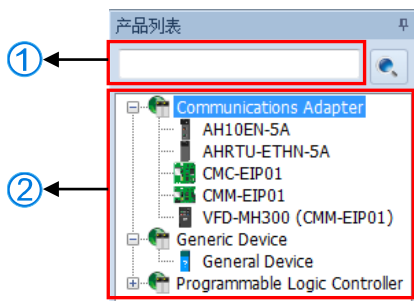 产品列表
①
②
Communications Adapter
AH10EN-5A
AHRTU-ETHN-5A
CMC-EIP01
CMM-EIP01
VFD-MH300 (CMM-EIP01)
Generic Device
General Device
Programmable Logic Controller